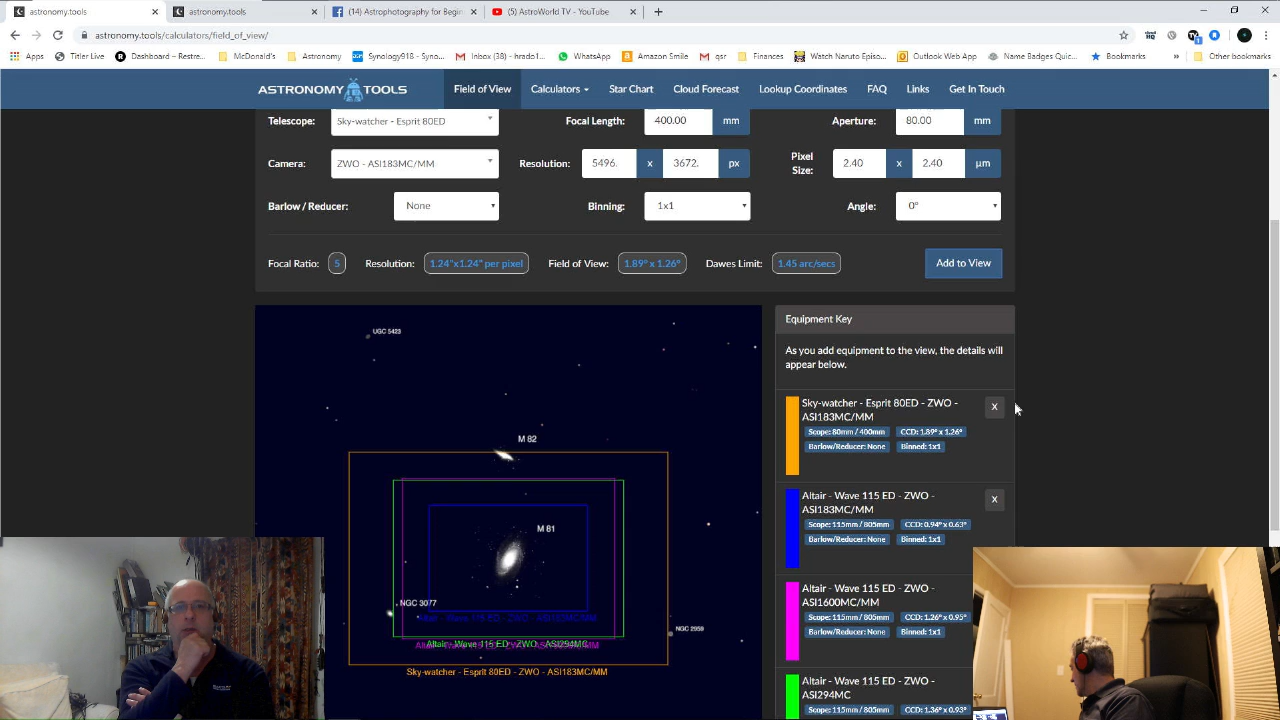 astronomy.tools
astronomy.tools
(14) Astrophotography for Begin
(5) AstroWorld TV - YouTube
astronomy.tools/calculators/field_of_view/
Apps
Titler Live
Dashboard -- Restre...
McDonald's
Astronomy
Synology918 - Syno...
Inbox (38) - hrado1...
WhatsApp
Amazon Smile
qsr
Finances
Watch Naruto Episo...
Outlook Web App
Name Badges Quic...
Bookmarks
»
Other bookmarks
ASTRONOMY TOOLS
Field of View
Calculators
Star Chart
Cloud Forecast
Lookup Coordinates
FAQ
Links
Get In Touch
Telescope:
Sky-watcher - Esprit 80ED
Focal Length:
400.00
mm
Aperture:
80.00
mm
Camera:
ZWO - ASI183MC/MM
Resolution:
5496.
x
3672.
px
Pixel
Size:
2.40
x
2.40
µm
Barlow / Reducer:
None
Binning:
1x1
Angle:
0°
Focal Ratio:
5
Resolution:
1.24"x1.24" per pixel
Field of View:
1.89° x 1.26°
Dawes Limit:
1.45 arc/secs
Add to View
UGC 5423
M 82
M 81
NGC 3077
NGC 2959
Altair - Wave 115 ED - ZWO - ASI183MC/MM
Altair - Wave 115 ED - ZWO - ASI294MC
Sky-watcher - Esprit 80ED - ZWO - ASI183MC/MM
Equipment Key
As you add equipment to the view, the details will
appear below.
Sky-watcher - Esprit 80ED - ZWO -
ASI183MC/MM
X
Scope: 80mm / 400mm
CCD: 1.89° x 1.26°
Barlow/Reducer: None
Binned: 1x1
Altair - Wave 115 ED - ZWO -
ASI183MC/MM
X
Scope: 115mm / 805mm
CCD: 0.94° x 0.63°
Barlow/Reducer: None
Binned: 1x1
Altair - Wave 115 ED - ZWO -
ASI1600MC/MM
Scope: 115mm / 805mm
CCD: 1.26° x 0.95°
Barlow/Reducer: None
Binned: 1x1
Altair - Wave 115 ED - ZWO -
ASI294MC
Scope: 115mm / 805mm
CCD: 1.36° x 0.93°